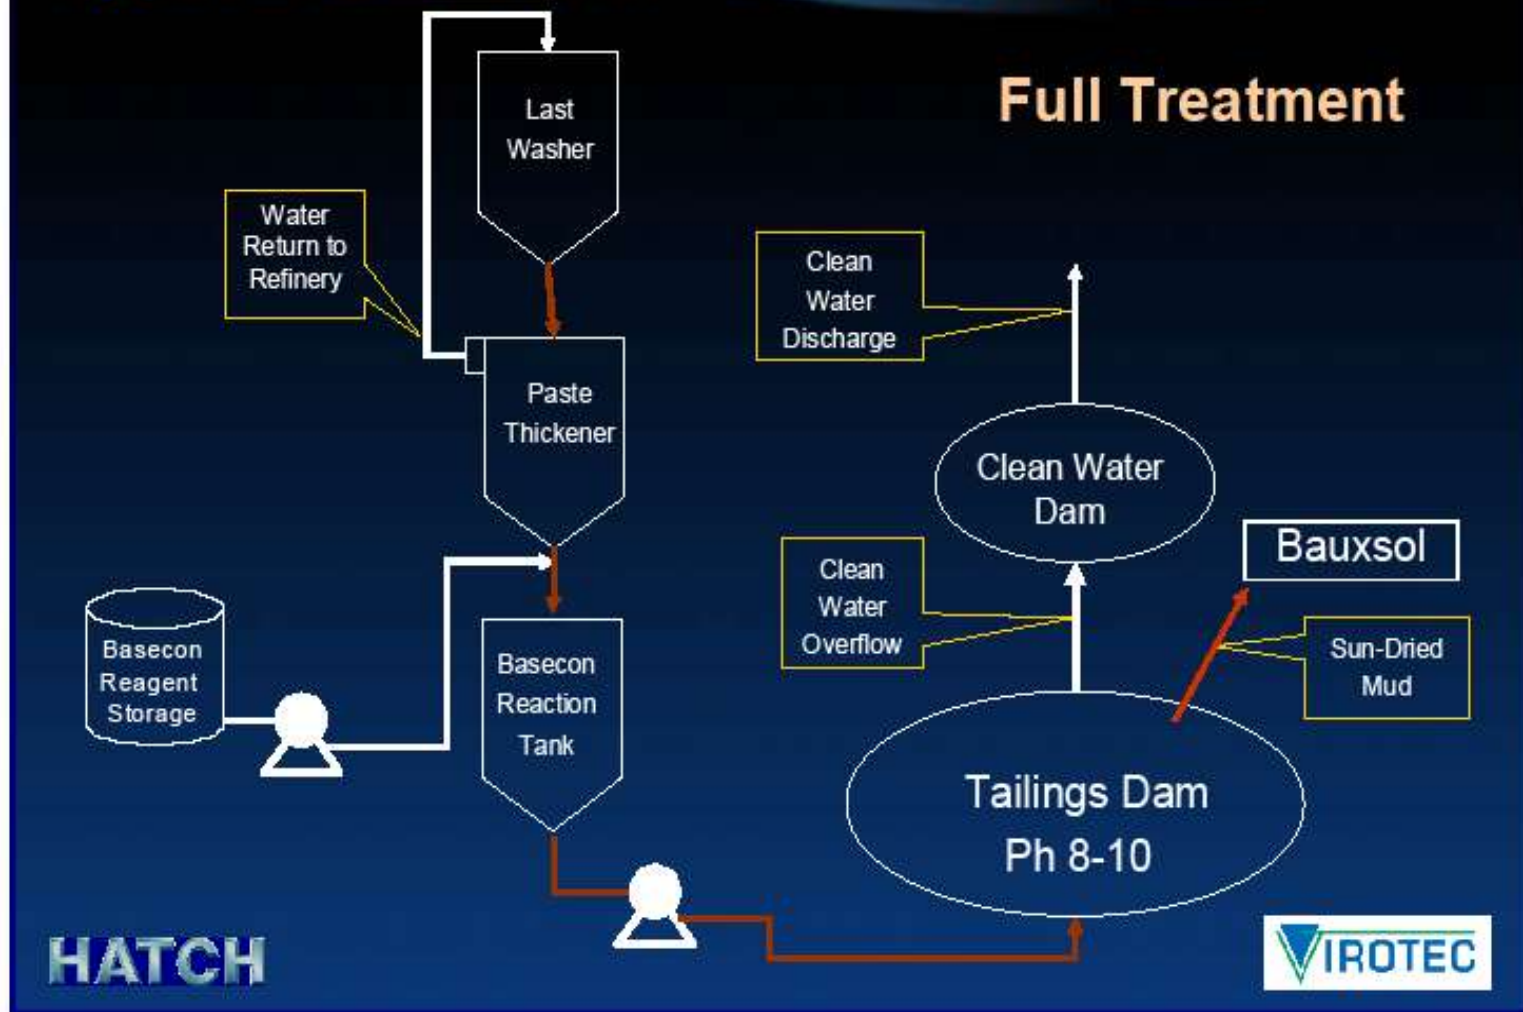 Full Treatment
Last
Washer
Water
Return to
Refinery
Paste
Thickener
Basecon
Reagent
Storage
Basecon
Reaction
Tank
Clean
Water
Discharge
Clean Water
Dam
Clean
Water
Overflow
Bauxsol
Sun-Dried
Mud
Tailings Dam
Ph 8-10
HATCH
VIROTEC